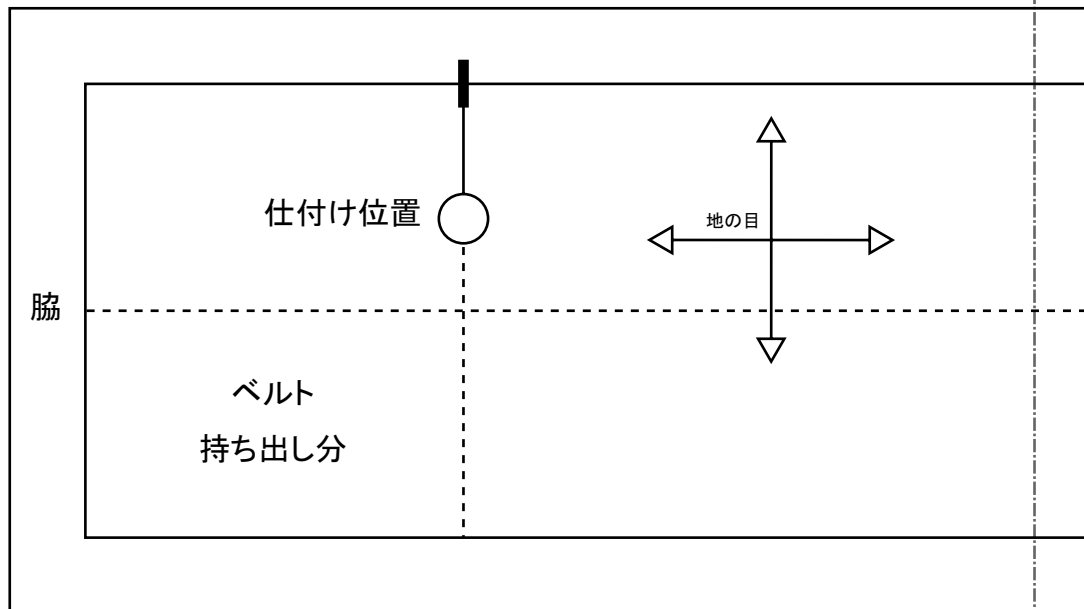 仕付け位置
地の目
脇
ベルト
持ち出し分